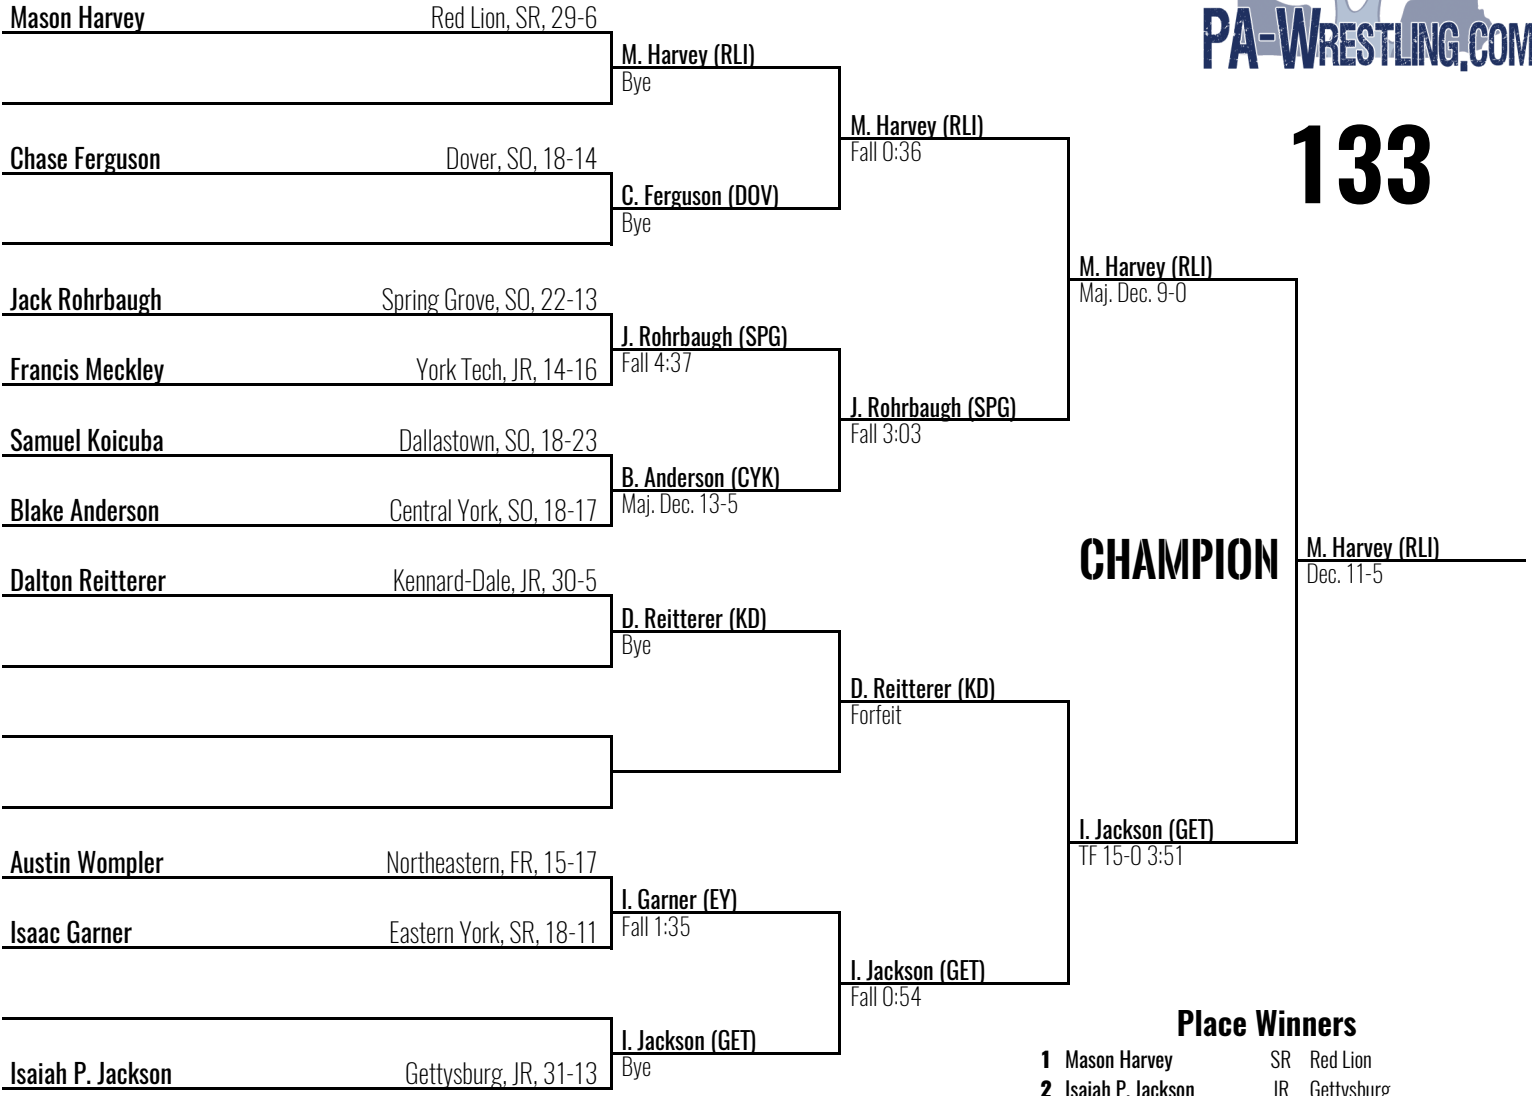 Mason Harvey Red Lion, SR, 29-6
M. Harvey (RLI)
Bye
PA-WRESTLING.COM
133
M. Harvey (RLI)
Fall 0:36
Chase Ferguson Dover, SO, 18-14
C. Ferguson (DOV)
Bye
M. Harvey (RLI)
Maj. Dec. 9-0
Jack Rohrbaugh Spring Grove, SO, 22-13
J. Rohrbaugh (SPG)
Fall 4:37
Francis Meckley York Tech, JR, 14-16
J. Rohrbaugh (SPG)
Fall 3:03
Samuel Koicuba Dallastown, SO, 18-23
B. Anderson (CYK)
Maj. Dec. 13-5
Blake Anderson Central York, SO, 18-17
CHAMPION
M. Harvey (RLI)
Dec. 11-5
Dalton Reitterer Kennard-Dale, JR, 30-5
D. Reitterer (KD)
Bye
D. Reitterer (KD)
Forfeit
I. Jackson (GET)
TF 15-0 3:51
Austin Wompler Northeastern, FR, 15-17
I. Garner (EY)
Fall 1:35
Isaac Garner Eastern York, SR, 18-11
I. Jackson (GET)
Fall 0:54
I. Jackson (GET)
Bye
Isaiah P. Jackson Gettysburg, JR, 31-13
Place Winners
1 Mason Harvey SR Red Lion
2 Isaiah P. Jackson JR Gettysburg